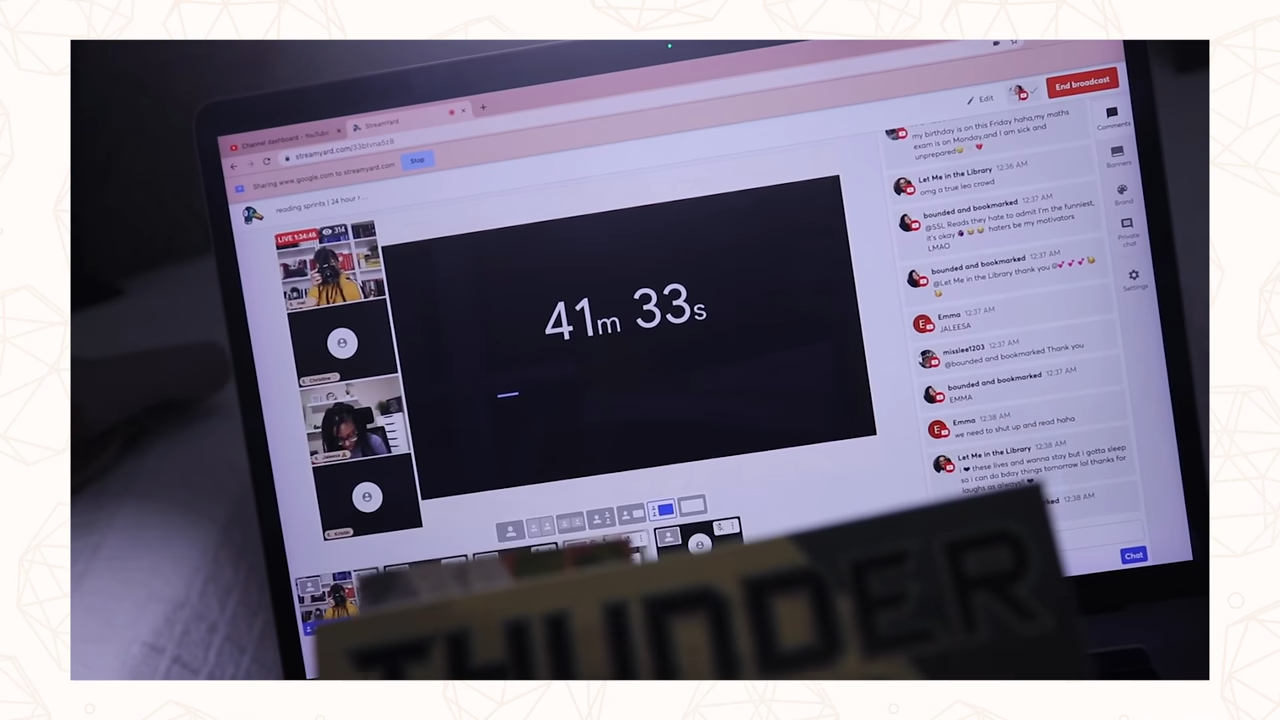 Channel dashboard - YouTube
StreamYard
streamyard.com/33btvna5z8
Sharing www.google.com to streamyard.com
Stop
reading sprints | 24 hour r...
Edit
End broadcast
LIVE 1:34:46
314
mel
Christine
Jaleesa
Kristin
41m 33s
my birthday is on this Friday haha,my maths
exam is on Monday,and I am sick and
unprepared
Let Me in the Library 12:36 AM
omg a true leo crowd
bounded and bookmarked 12:37 AM
@SSL Reads they hate to admit I'm the funniest,
it's okay haters be my motivators
LMAO
bounded and bookmarked 12:37 AM
@Let Me in the Library thank you
E
Emma 12:37 AM
JALEESA
misslee1203 12:37 AM
@bounded and bookmarked Thank you
bounded and bookmarked 12:37 AM
EMMA
E
Emma 12:38 AM
we need to shut up and read haha
Let Me in the Library 12:38 AM
i ❤ these lives and wanna stay but i gotta sleep
so i can do bday things tomorrow lol thanks for
laughs as always!! ❤
12:38 AM
Chat
Comments
Banners
Brand
Private
chat
Settings
THUNDER